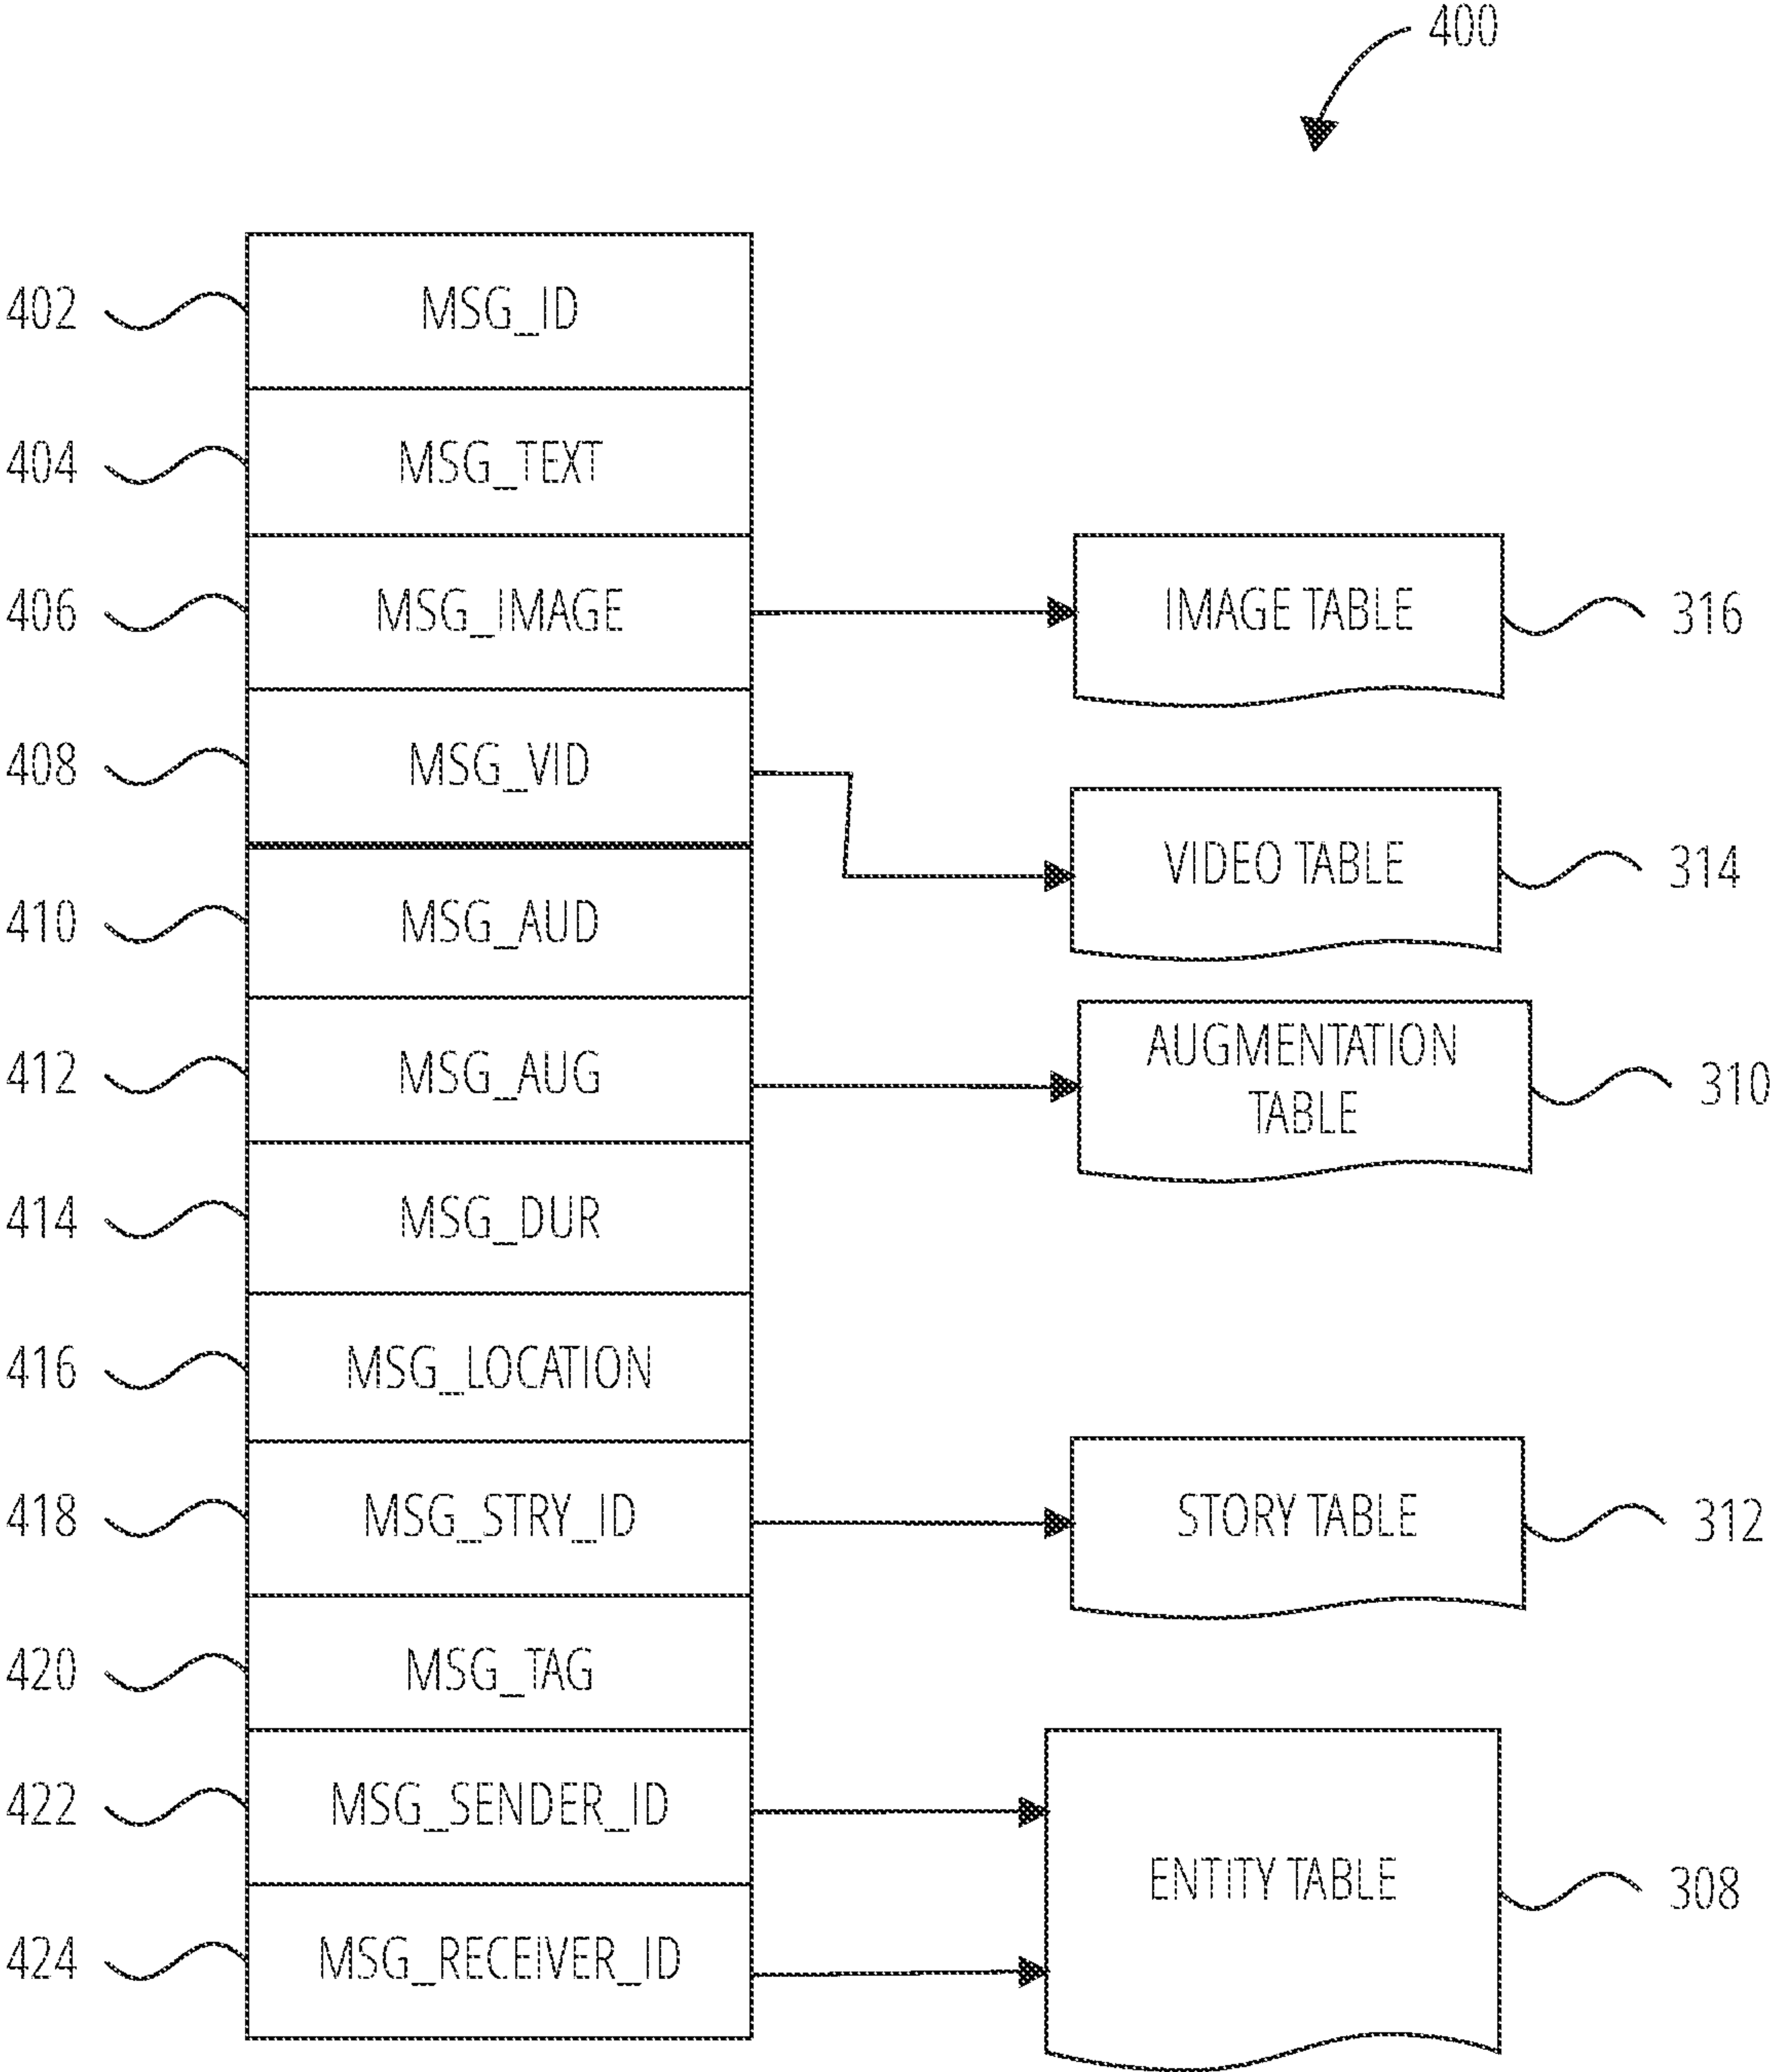 400
402 MSG_ID
404 MSG_TEXT
406 MSG_IMAGE IMAGE TABLE 316
408 MSG_VID
VIDEO TABLE 314
410 MSG_AUD
412 MSG_AUG AUGMENTATION
TABLE 310
414 MSG_DUR
416 MSG_LOCATION
418 MSG_STRY_ID STORY TABLE 312
420 MSG_TAG
422 MSG_SENDER_ID
ENTITY TABLE 308
424 MSG_RECEIVER_ID